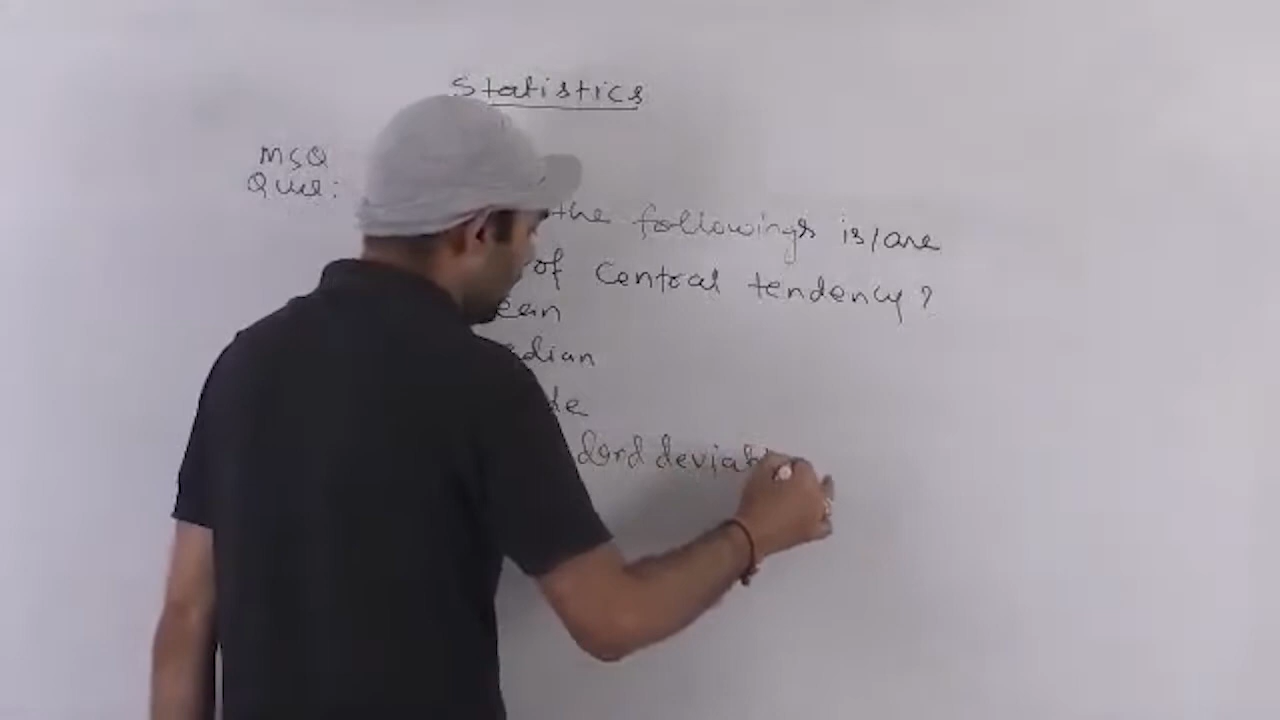 Statistics
MSQ
Que:
the followings is/are
of Central tendency?
ean
dian
de
dard deviat